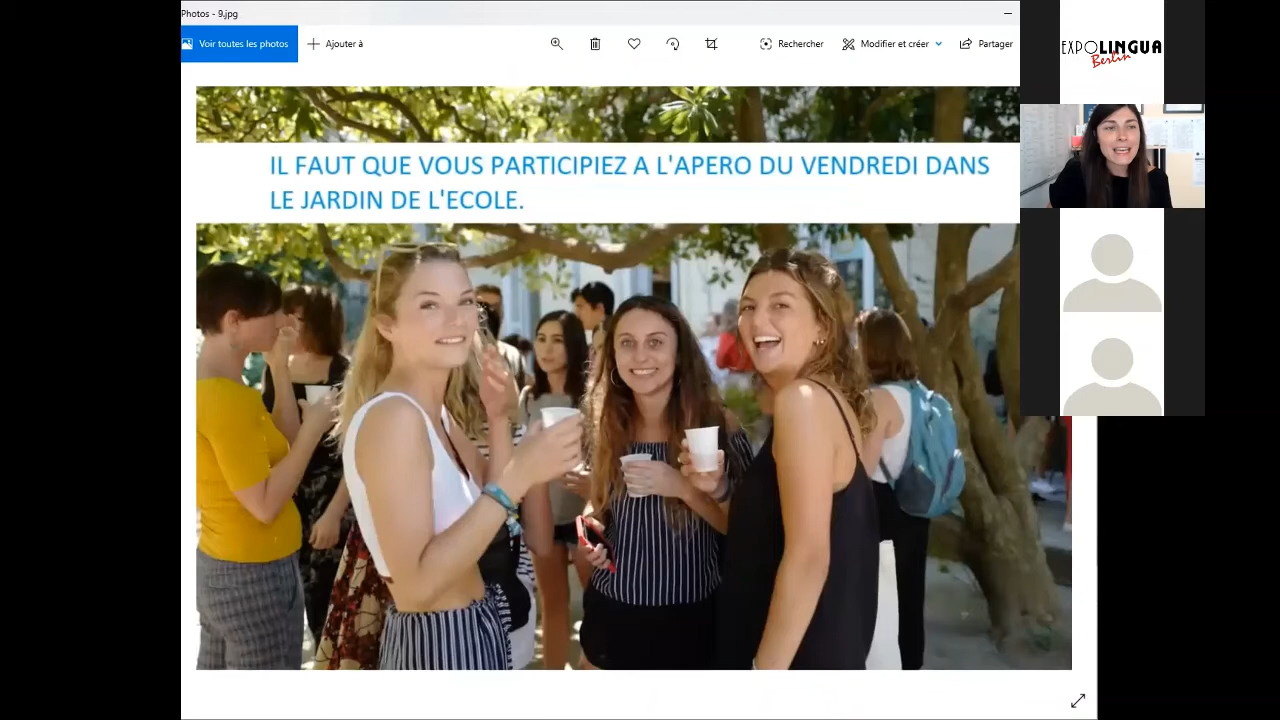 Photos - 9.jpg
Voir toutes les photos
Ajouter à
Rechercher
Modifier et créer
Partager
EXPOLINGUA
Berlin
IL FAUT QUE VOUS PARTICIPIEZ A L'APERO DU VENDREDI DANS
LE JARDIN DE L'ECOLE.